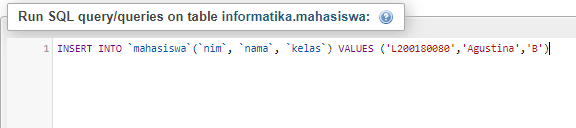 Run SQL query/queries on table informatika.mahasiswa:
1 INSERT INTO `mahasiswa`(`nim`, `nama`, `kelas`) VALUES ('L200180080','Agustina','B')